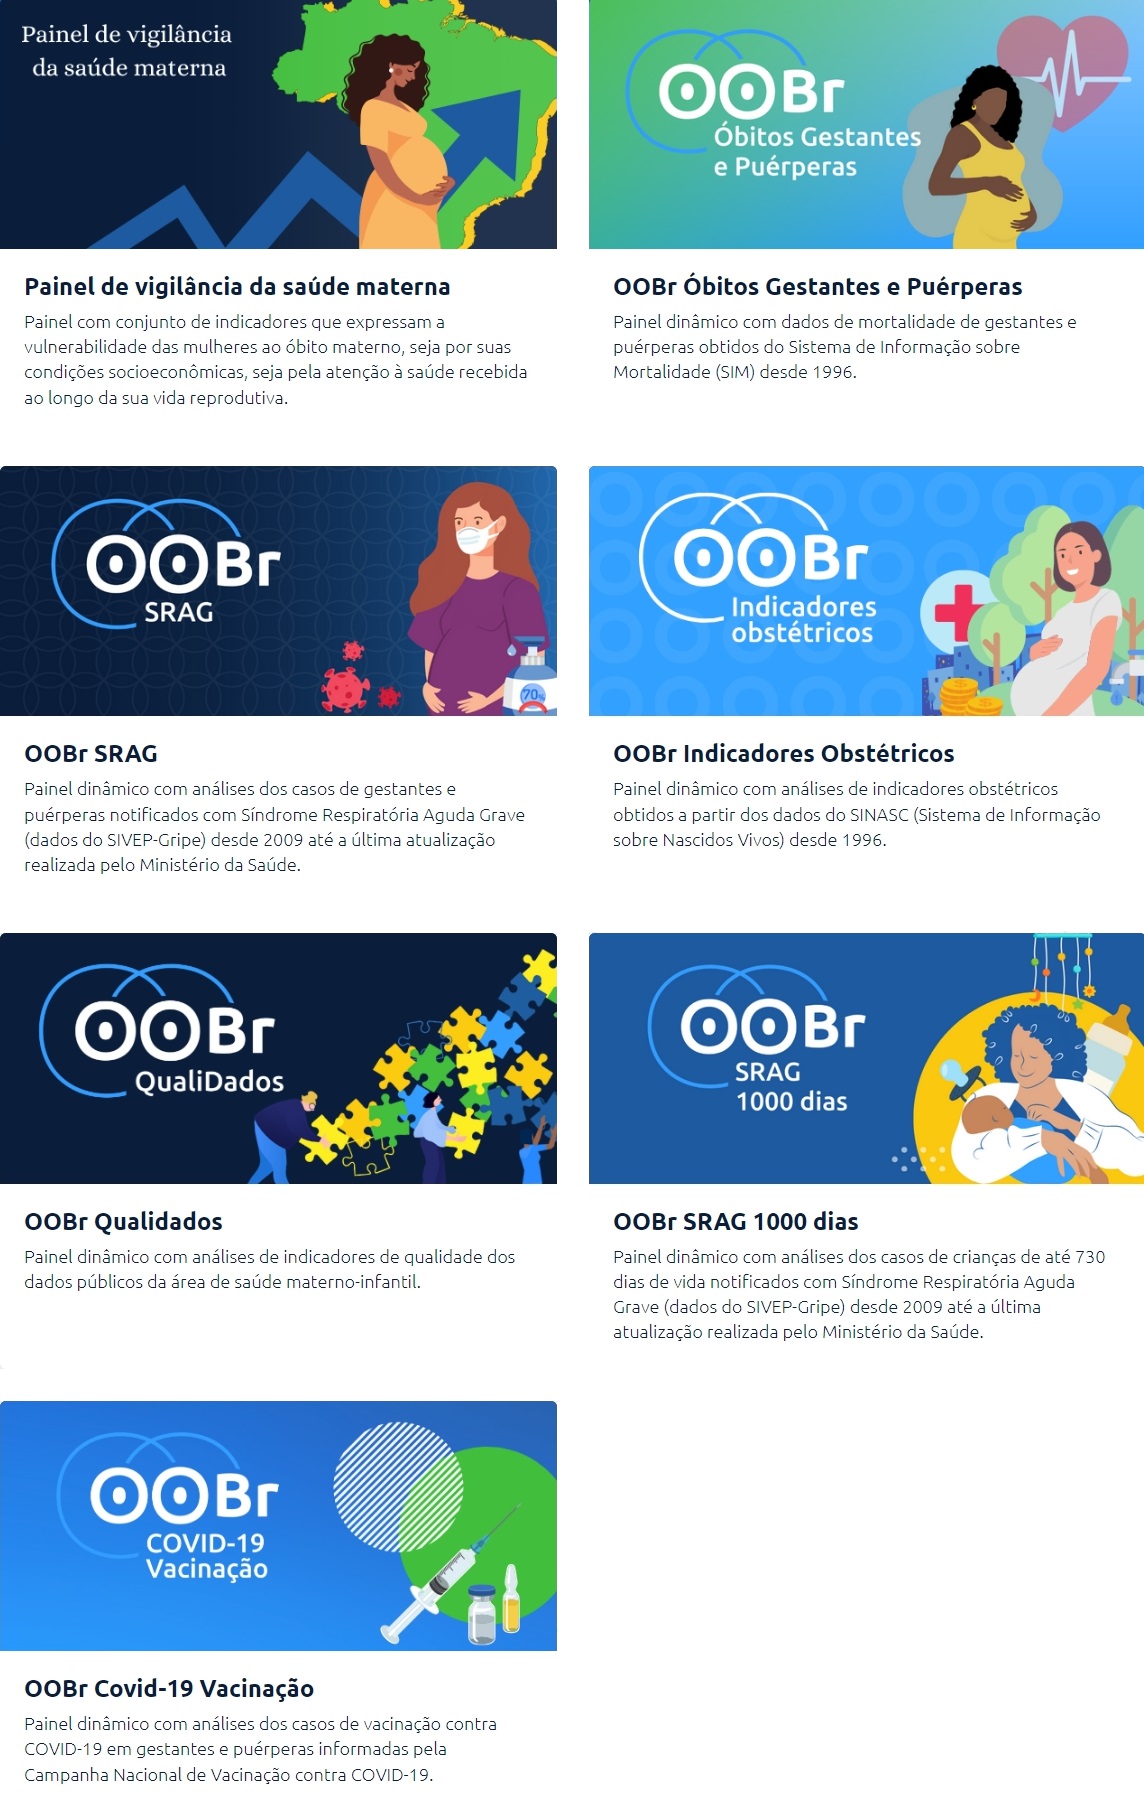 Painel de vigilância
da saúde materna
Painel de vigilância da saúde materna
Painel com conjunto de indicadores que expressam a
vulnerabilidade das mulheres ao óbito materno, seja por suas
condições socioeconômicas, seja pela atenção à saúde recebida
ao longo da sua vida reprodutiva.
OOBr
Óbitos Gestantes
e Puérperas
OOBr Óbitos Gestantes e Puérperas
Painel dinâmico com dados de mortalidade de gestantes e
puérperas obtidos do Sistema de Informação sobre
Mortalidade (SIM) desde 1996.
OOBr
SRAG
70%
OOBr SRAG
Painel dinâmico com análises dos casos de gestantes e
puérperas notificados com Síndrome Respiratória Aguda Grave
(dados do SIVEP-Gripe) desde 2009 até a última atualização
realizada pelo Ministério da Saúde.
OOBr
Indicadores
obstétricos
OOBr Indicadores Obstétricos
Painel dinâmico com análises de indicadores obstétricos
obtidos a partir dos dados do SINASC (Sistema de Informação
sobre Nascidos Vivos) desde 1996.
OOBr
QualiDados
OOBr Qualidados
Painel dinâmico com análises de indicadores de qualidade dos
dados públicos da área de saúde materno-infantil.
OOBr
SRAG
1000 dias
OOBr SRAG 1000 dias
Painel dinâmico com análises dos casos de crianças de até 730
dias de vida notificados com Síndrome Respiratória Aguda
Grave (dados do SIVEP-Gripe) desde 2009 até a última
atualização realizada pelo Ministério da Saúde.
OOBr
COVID-19
Vacinação
OOBr Covid-19 Vacinação
Painel dinâmico com análises dos casos de vacinação contra
COVID-19 em gestantes e puérperas informadas pela
Campanha Nacional de Vacinação contra COVID-19.